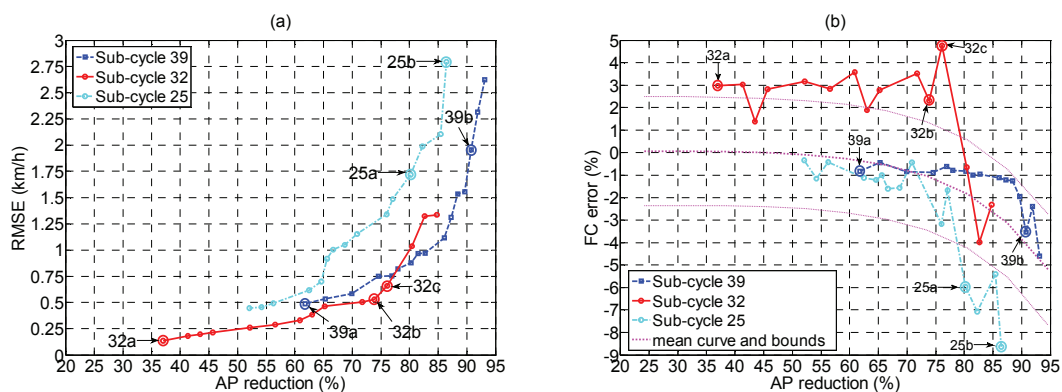 (a)
RMSE (km/h)
3
2.75
2.5
2.25
2
1.75
1.5
1.25
1
0.75
0.5
0.25
0
Sub-cycle 39
Sub-cycle 32
Sub-cycle 25
25b
39b
25a
32c
32a
39a
32b
20 25 30 35 40 45 50 55 60 65 70 75 80 85 90 95
AP reduction (%)
(b)
FC error (%)
5
4
3
2
1
0
-1
-2
-3
-4
-5
-6
-7
-8
-9
32a
32c
32b
39a
39b
25a
25b
Sub-cycle 39
Sub-cycle 32
Sub-cycle 25
mean curve and bounds
20 25 30 35 40 45 50 55 60 65 70 75 80 85 90 95
AP reduction (%)